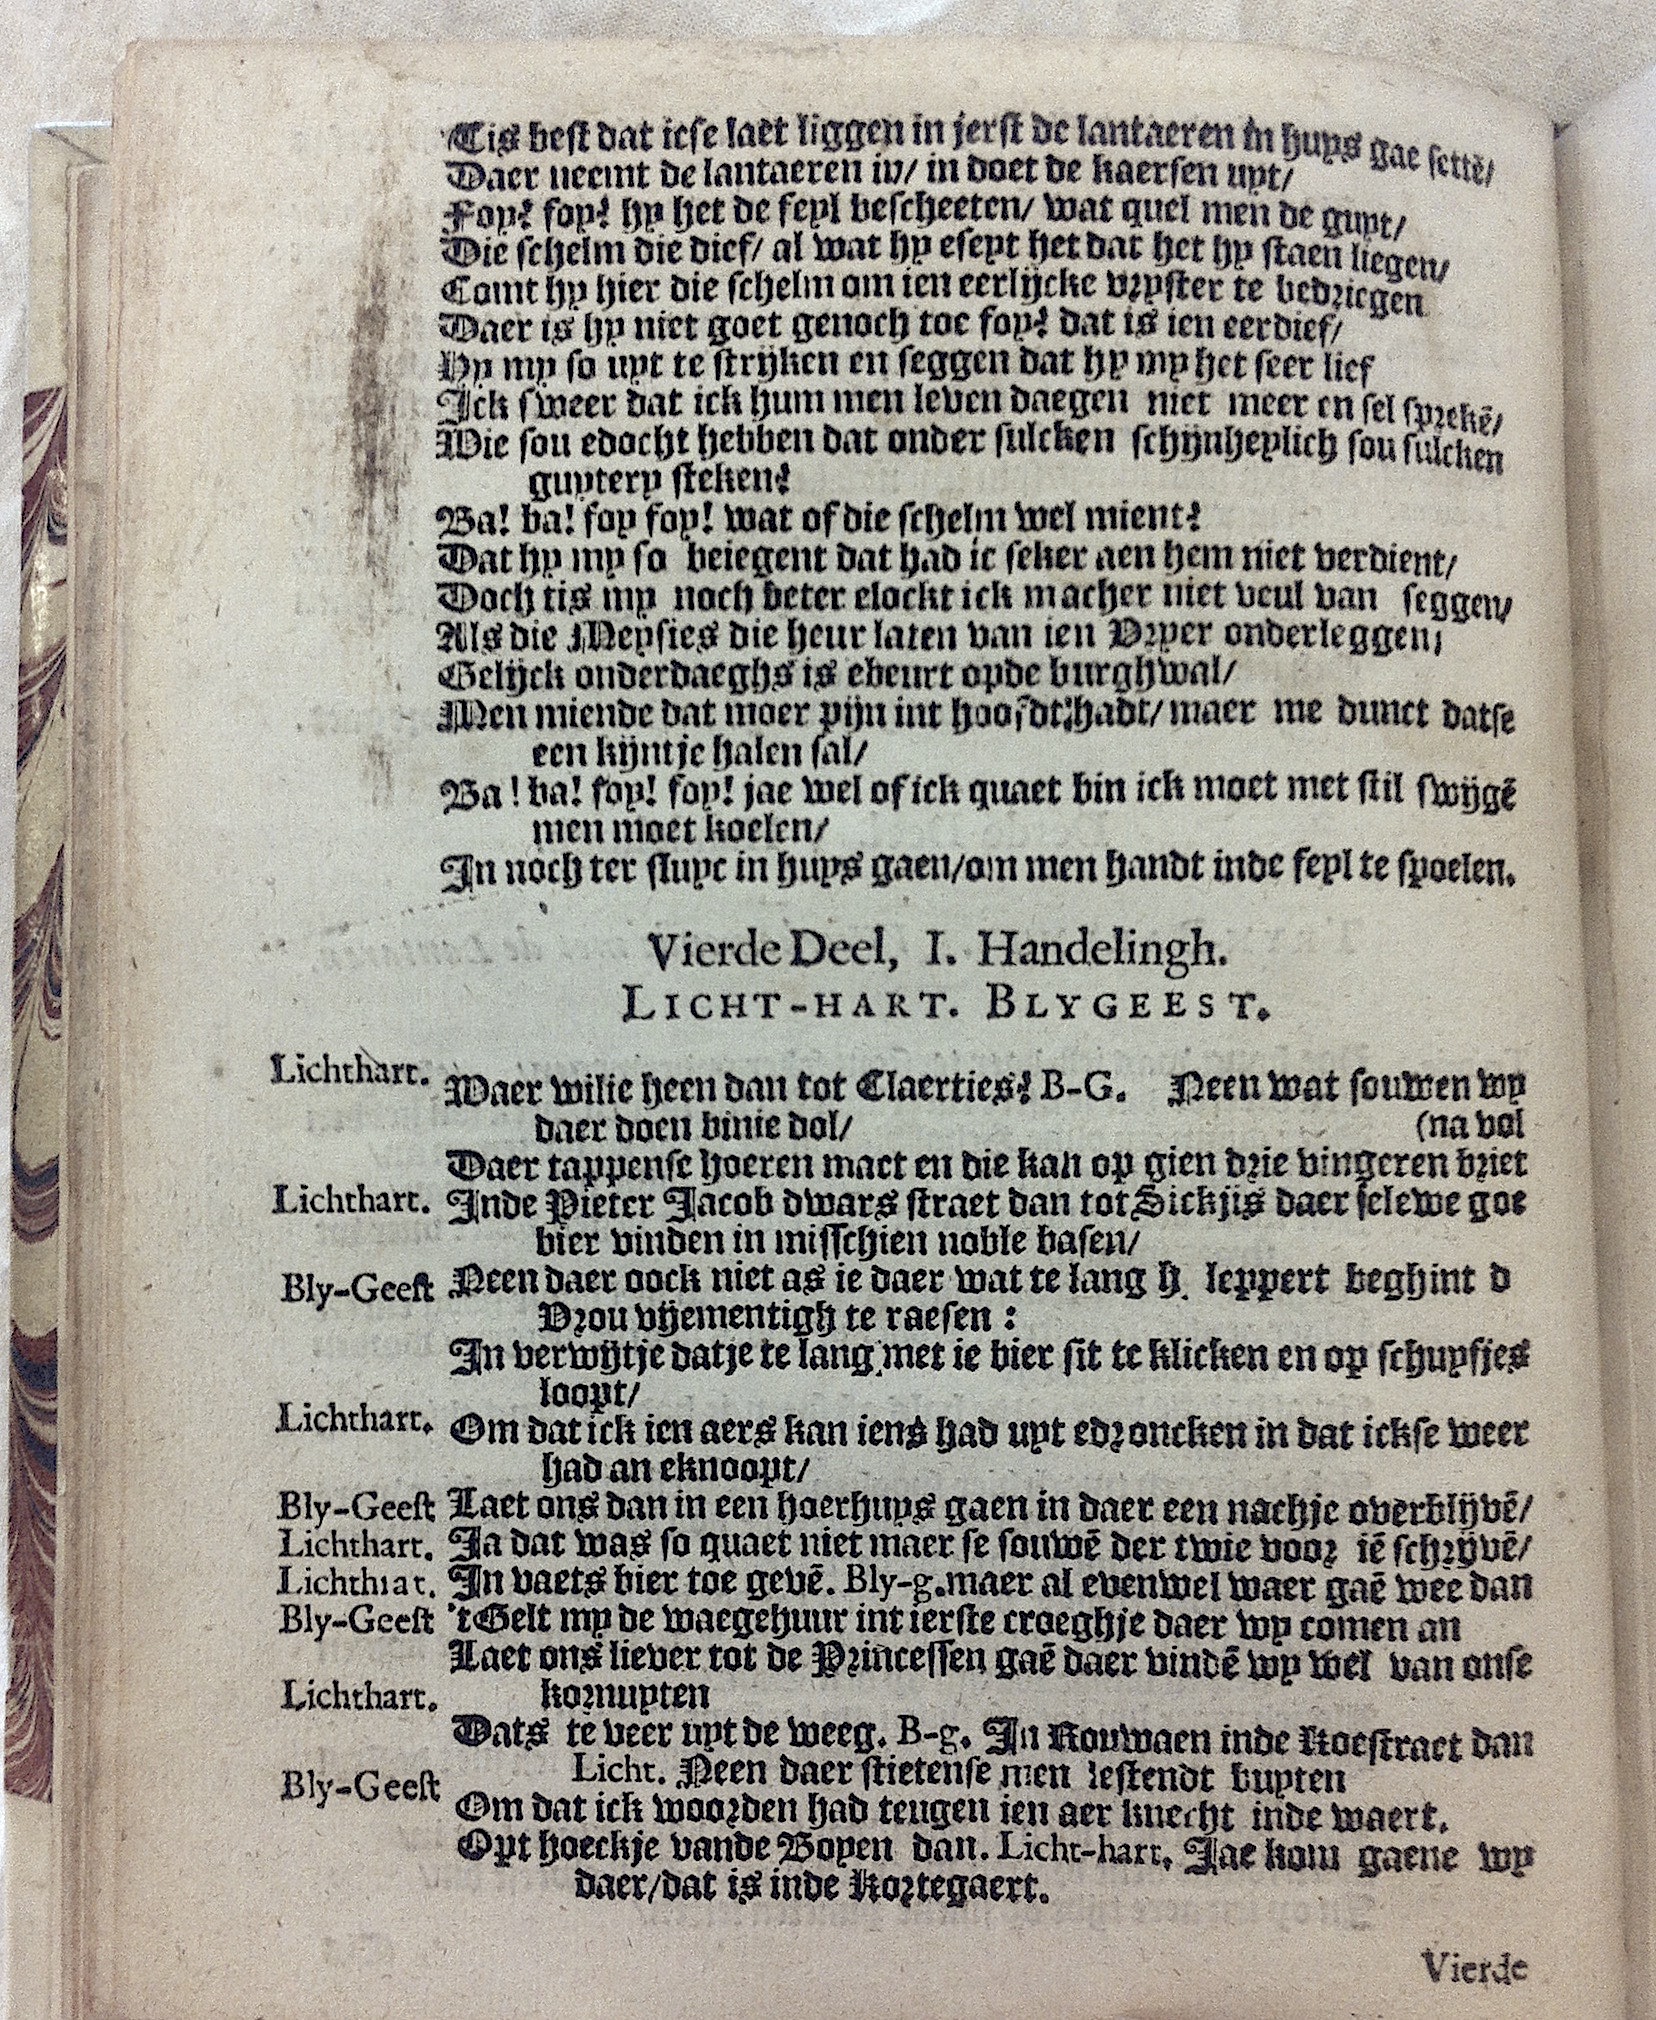 Tis best dat icse laet liggen in jerst de lantaeren in huys gae settē/
Daer neemt de lantaeren in/ in doet de kaersen uyt/
Foy? foy? hy het de feyl bescheeten/ wat quel men de guyt/
Die schelm die dief/ al wat hy eseyt het dat het hy staen liegen/
Comt hy hier die schelm om ien eerlijcke vryster te bedriegen
Daer is hy niet goet genoch toe foy? dat is ien eerdief/
Hy my so uyt te strijken en seggen dat hy my het seer lief
Ick sweer dat ick hum men leven daegen niet meer en sel sprekē/
Wie sou edocht hebben dat onder sulcken schijnheylich sou sulcken
guytery steken?
Ba! ba! foy foy! wat of die schelm wel mient?
Dat hy my so beiegent dat had ic seker aen hem niet verdient/
Doch tis my noch beter elockt ick macher niet veul van seggen/
Als die Meysies die heur laten van ien Vryer onderleggen/
Gelijck onderdaeghs is ebeurt opde burghwal/
Men miende dat moer pijn int hoofdt hadt/ maer me dunct datse
een kijntje halen sal/
Ba! ba! foy! foy! jae wel of ick quaet bin ick moet met stil swijgē
men moet koelen/
In noch ter sluyc in huys gaen/om men handt inde feyl te spoelen.
Vierde Deel, I. Handelingh.
LICHT-HART. BLYGEEST.
Lichthart. Waer wilie heen dan tot Claerties? B-G. Neen wat souwen wy
daer doen binie dol/ (na vol
Daer tappense hoeren maet en die kan op gien drie vingeren briet
Lichthart. Inde Pieter Jacob dwars straet dan tot Sickjis daer selewe goe
bier vinden in misschien noble basen/
Bly-Geest Neen daer oock niet as ie daer wat te lang h leppert beghint d
Vrou vijementigh te raesen:
In verwijtje datje te lang met ie bier sit te klicken en op schuyfjes
loopt/
Lichthart. Om dat ick ien aers kan iens had uyt edroncken in dat ickse weer
had an eknoopt/
Bly-Geest Laet ons dan in een hoerhuys gaen in daer een nachje overblijvē/
Lichthart. Ja dat was so quaet niet maer se souwē der twie voor iē schrijvē/
Lichthiat. In vaets bier toe gevē. Bly-g.maer al evenwel waer gaē wee dan
Bly-Geest 't Gelt my de waegehuur int ierste croeghje daer wy comen an
Laet ons liever tot de Princessen gaē daer vindē wy wel van onse
Lichthart. kornuyten
Dats te veer uyt de weeg. B-g. In Kouwaen inde Koestraet dan
Licht. Neen daer stietense men lestendt buyten
Bly-Geest Om dat ick woorden had teugen ien aer knecht inde waert.
Opt hoeckje vande Boyen dan. Licht-hart. Jae kom gaene wy
daer/dat is inde Kortegaert.
Vierde